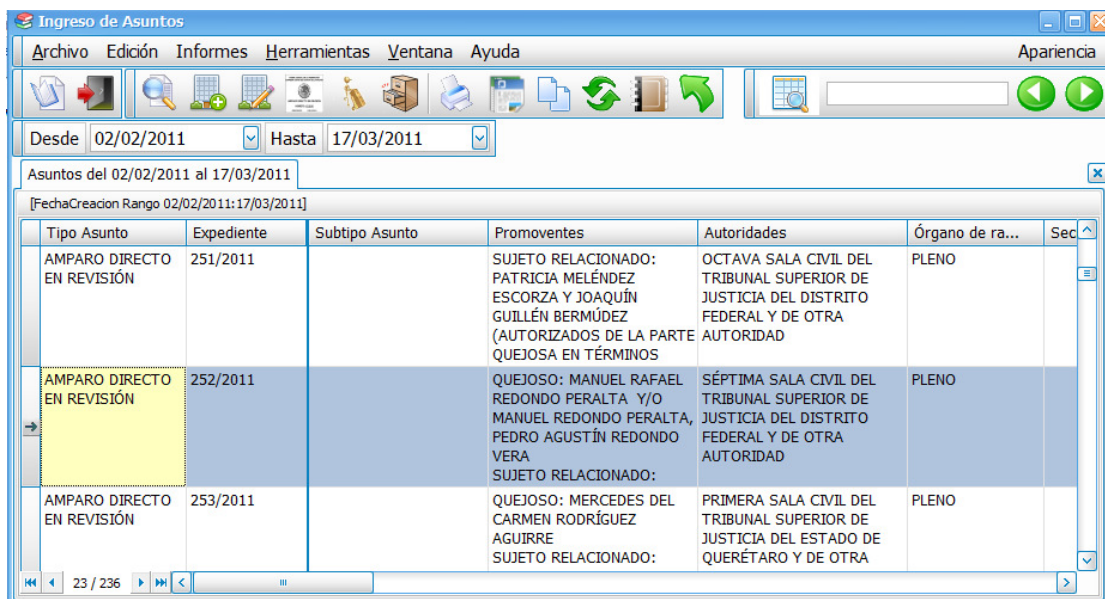 Ingreso de Asuntos
Archivo Edición Informes Herramientas Ventana Ayuda Apariencia
Desde 02/02/2011 Hasta 17/03/2011
Asuntos del 02/02/2011 al 17/03/2011
[FechaCreacion Rango 02/02/2011:17/03/2011]
Tipo Asunto Expediente Subtipo Asunto Promoventes Autoridades Órgano de ra... Sec
AMPARO DIRECTO
EN REVISIÓN
251/2011
SUJETO RELACIONADO:
PATRICIA MELÉNDEZ
ESCORZA Y JOAQUÍN
GUILLÉN BERMÚDEZ
(AUTORIZADOS DE LA PARTE
QUEJOSA EN TÉRMINOS
OCTAVA SALA CIVIL DEL
TRIBUNAL SUPERIOR DE
JUSTICIA DEL DISTRITO
FEDERAL Y DE OTRA
AUTORIDAD
PLENO
AMPARO DIRECTO
EN REVISIÓN
252/2011
QUEJOSO: MANUEL RAFAEL
REDONDO PERALTA Y/O
MANUEL REDONDO PERALTA,
PEDRO AGUSTÍN REDONDO
VERA
SUJETO RELACIONADO:
SÉPTIMA SALA CIVIL DEL
TRIBUNAL SUPERIOR DE
JUSTICIA DEL DISTRITO
FEDERAL Y DE OTRA
AUTORIDAD
PLENO
AMPARO DIRECTO
EN REVISIÓN
253/2011
QUEJOSO: MERCEDES DEL
CARMEN RODRÍGUEZ
AGUIRRE
SUJETO RELACIONADO:
PRIMERA SALA CIVIL DEL
TRIBUNAL SUPERIOR DE
JUSTICIA DEL ESTADO DE
QUERÉTARO Y DE OTRA
PLENO
23 / 236